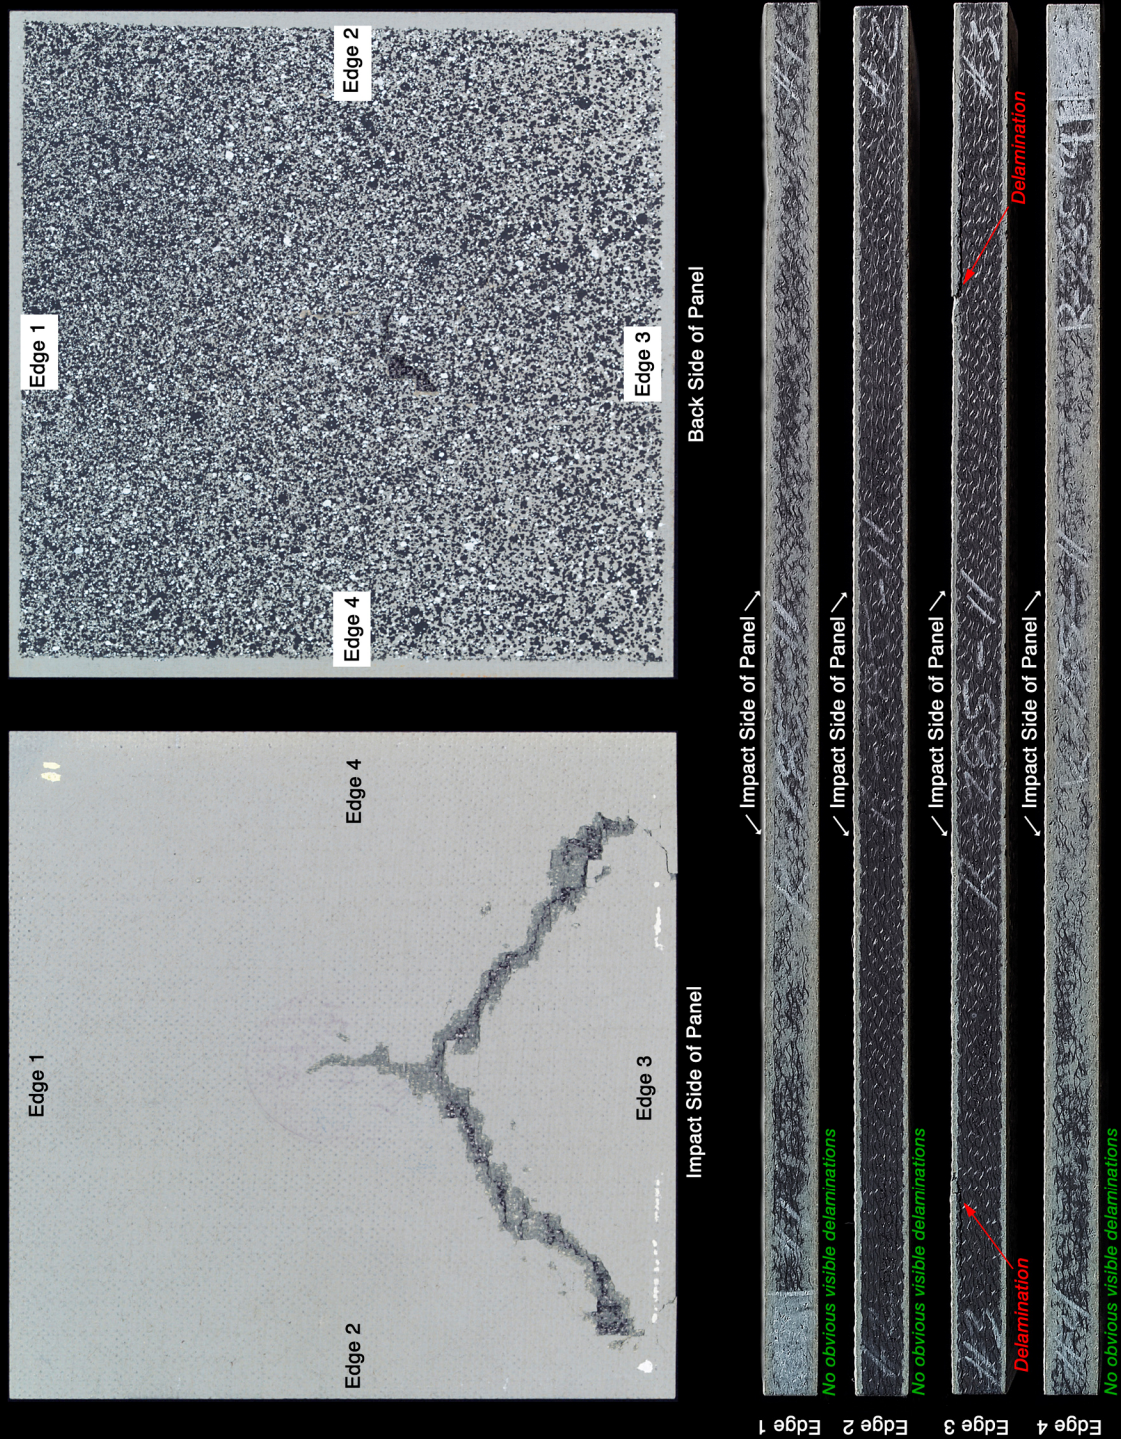 Edge 1
Edge 2
Edge 4
Edge 3
Impact Side of Panel
Edge 1
Edge 4
Edge 2
Edge 3
Back Side of Panel
Edge 1
No obvious visible delaminations
Impact Side of Panel
Edge 2
No obvious visible delaminations
Impact Side of Panel
#2
Edge 3
Delamination
Impact Side of Panel
Delamination
-11
#3
Edge 4
No obvious visible delaminations
Impact Side of Panel